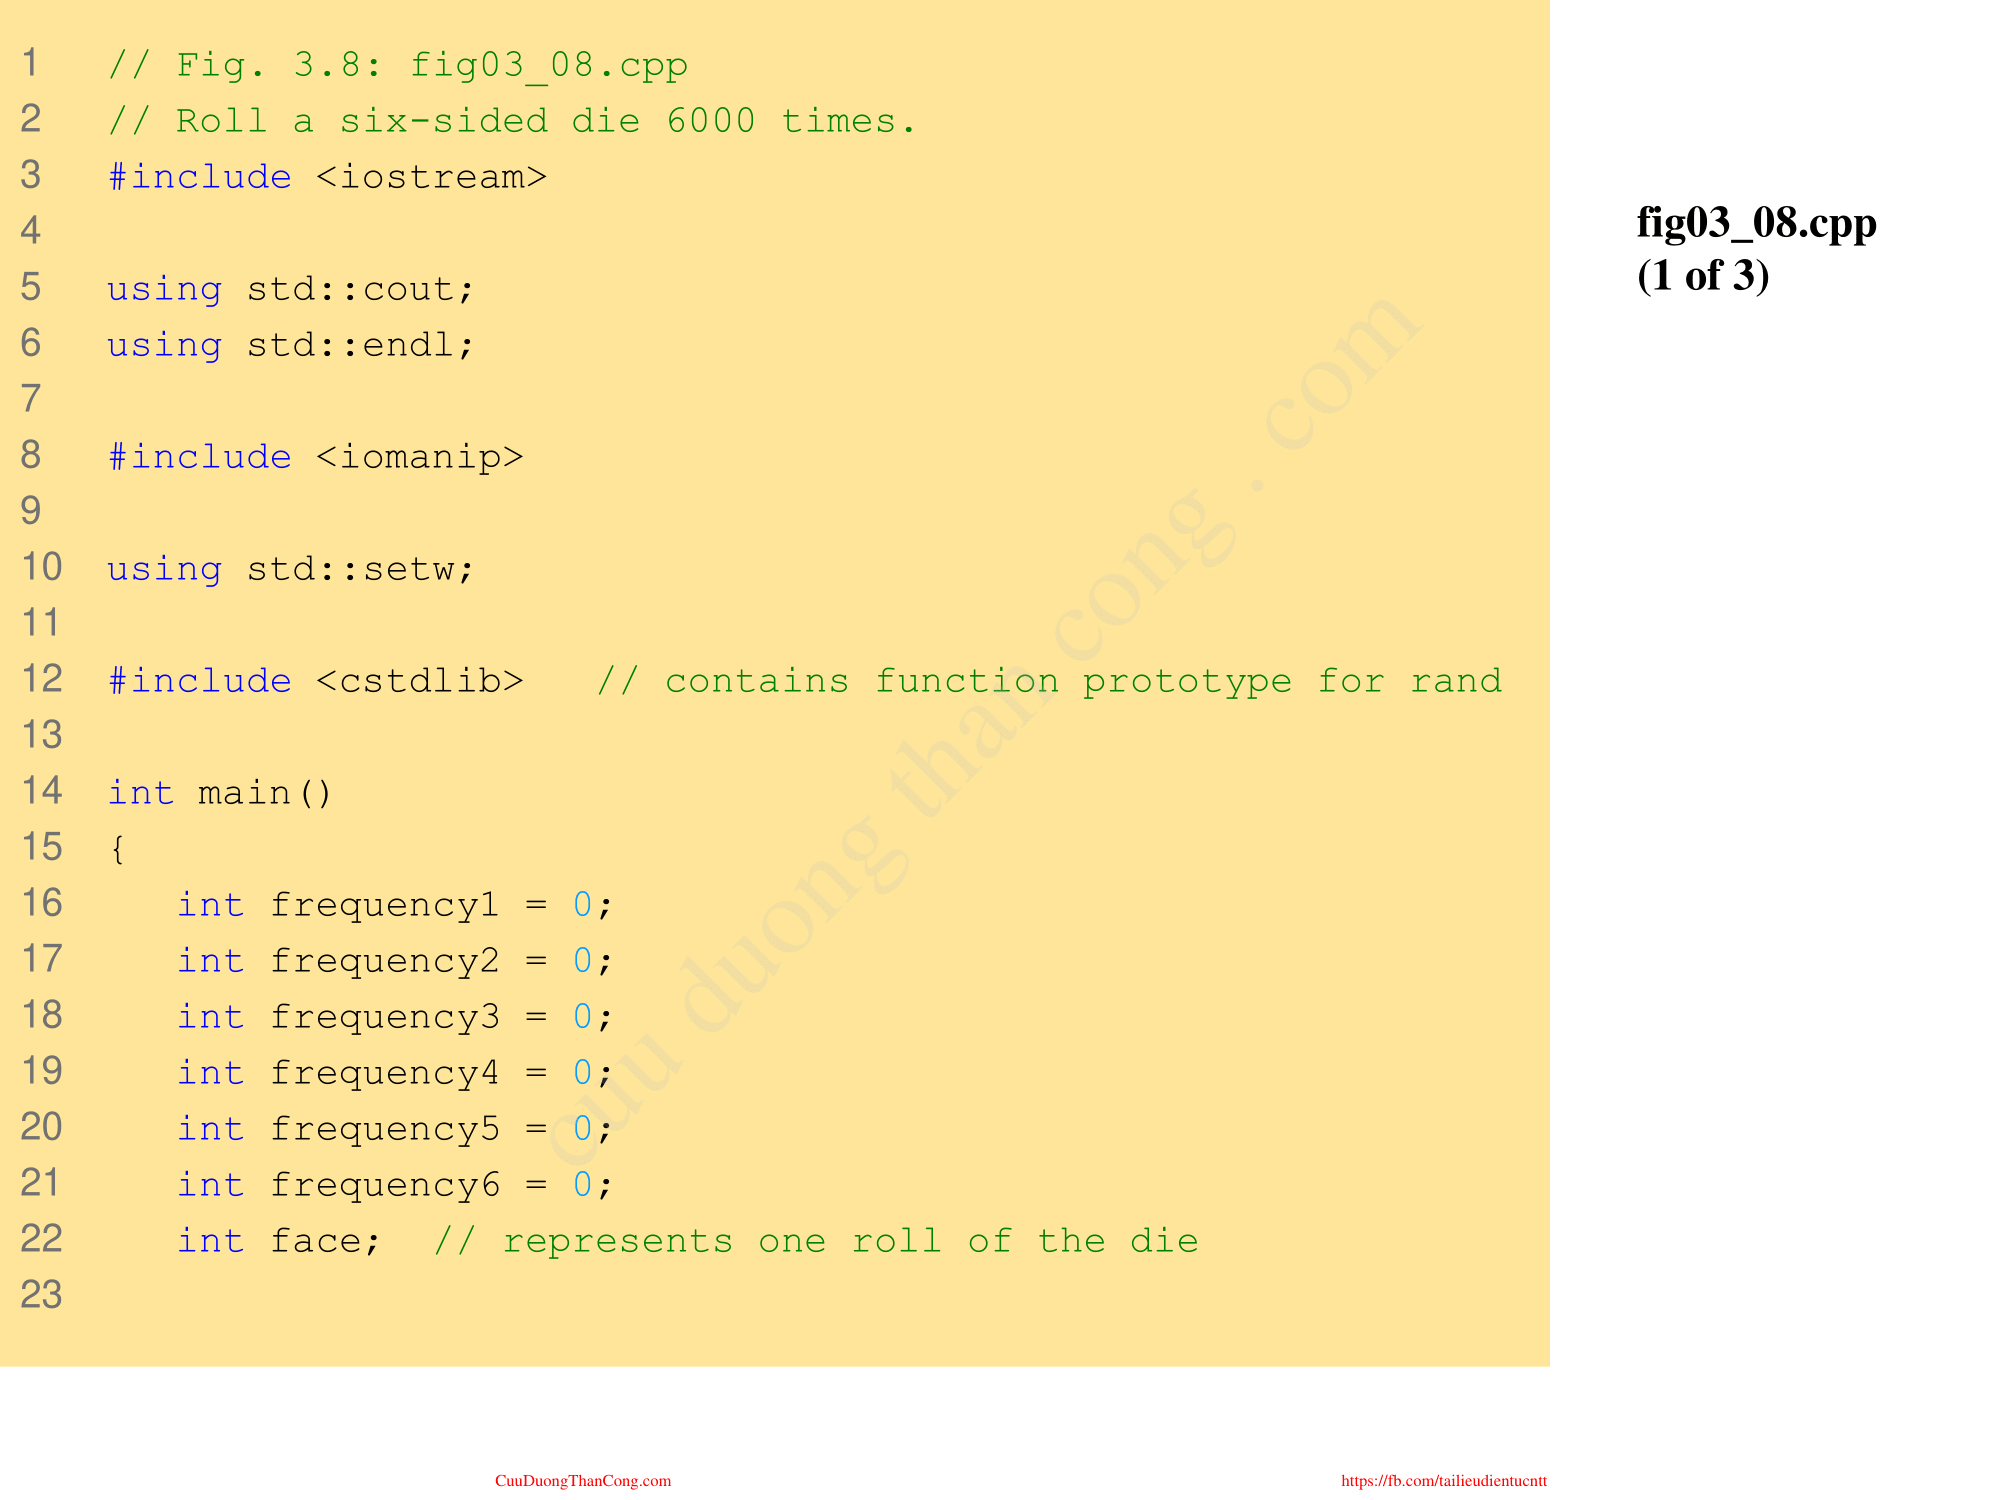 1 // Fig. 3.8: fig03_08.cpp
2 // Roll a six-sided die 6000 times.
3 #include <iostream>
4
5 using std::cout;
6 using std::endl;
7
8 #include <iomanip>
9
10 using std::setw;
11
12 #include <cstdlib>   // contains function prototype for rand
13
14 int main()
15 {
16    int frequency1 = 0;
17    int frequency2 = 0;
18    int frequency3 = 0;
19    int frequency4 = 0;
20    int frequency5 = 0;
21    int frequency6 = 0;
22    int face;  // represents one roll of the die
23
fig03_08.cpp
(1 of 3)
cuu duong than cong . com
CuuDuongThanCong.com
https://fb.com/tailieudientucntt